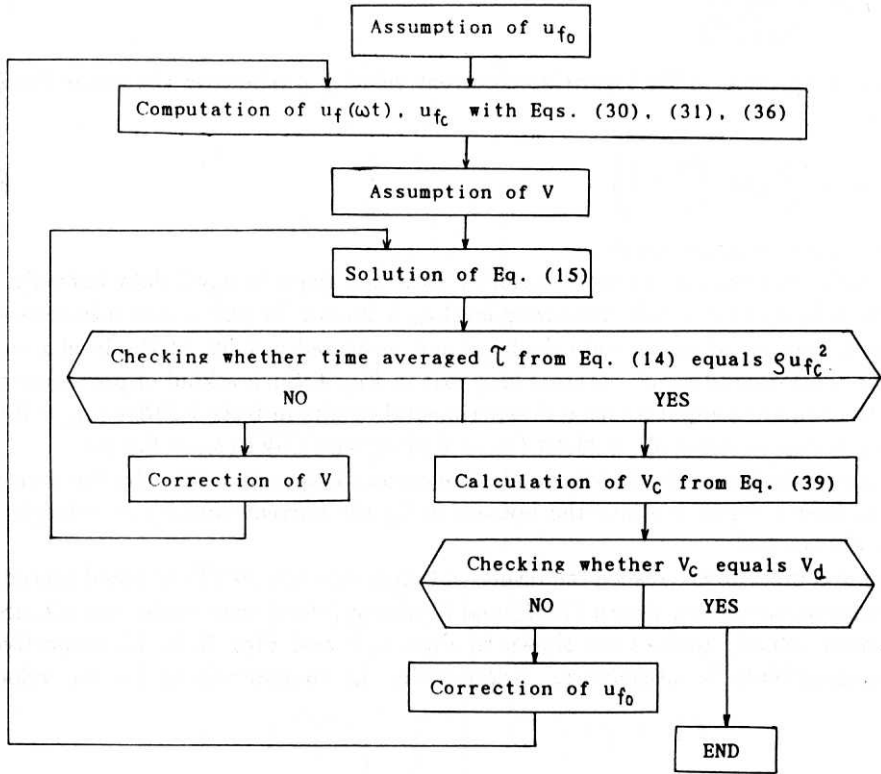 Assumption of u_f₀
Computation of u_f(ωt), u_fc with Eqs. (30), (31), (36)
Assumption of V
Solution of Eq. (15)
Checking whether time averaged τ from Eq. (14) equals ρu_fc²
NO YES
Correction of V
Calculation of V_c from Eq. (39)
Checking whether V_c equals V_d
NO YES
Correction of u_f₀
END